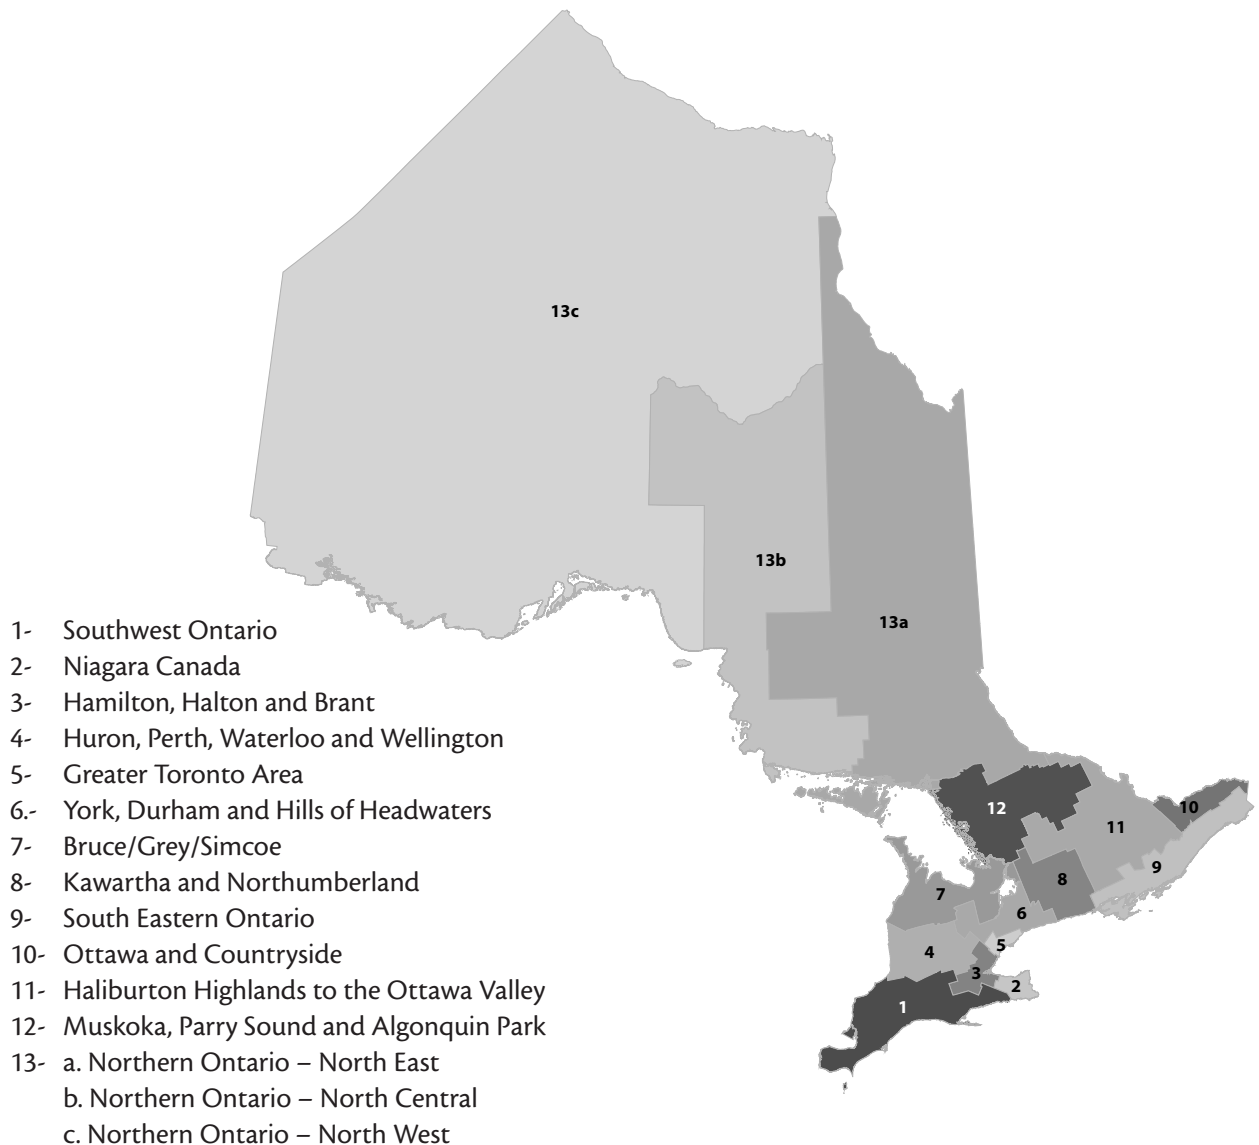 13c
13b
13a
12
10
11
9
8
7
6
5
4
3
2
1
1- Southwest Ontario
2- Niagara Canada
3- Hamilton, Halton and Brant
4- Huron, Perth, Waterloo and Wellington
5- Greater Toronto Area
6.- York, Durham and Hills of Headwaters
7- Bruce/Grey/Simcoe
8- Kawartha and Northumberland
9- South Eastern Ontario
10- Ottawa and Countryside
11- Haliburton Highlands to the Ottawa Valley
12- Muskoka, Parry Sound and Algonquin Park
13- a. Northern Ontario – North East
b. Northern Ontario – North Central
c. Northern Ontario – North West